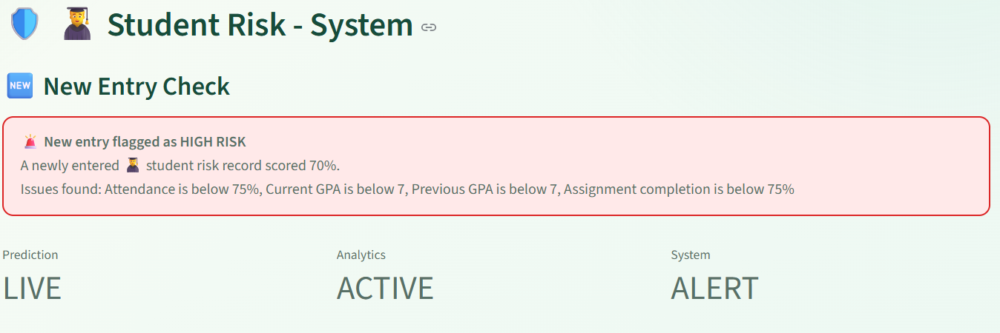 Student Risk - System
NEW New Entry Check
New entry flagged as HIGH RISK
A newly entered student risk record scored 70%.
Issues found: Attendance is below 75%, Current GPA is below 7, Previous GPA is below 7, Assignment completion is below 75%
Prediction Analytics System
LIVE ACTIVE ALERT